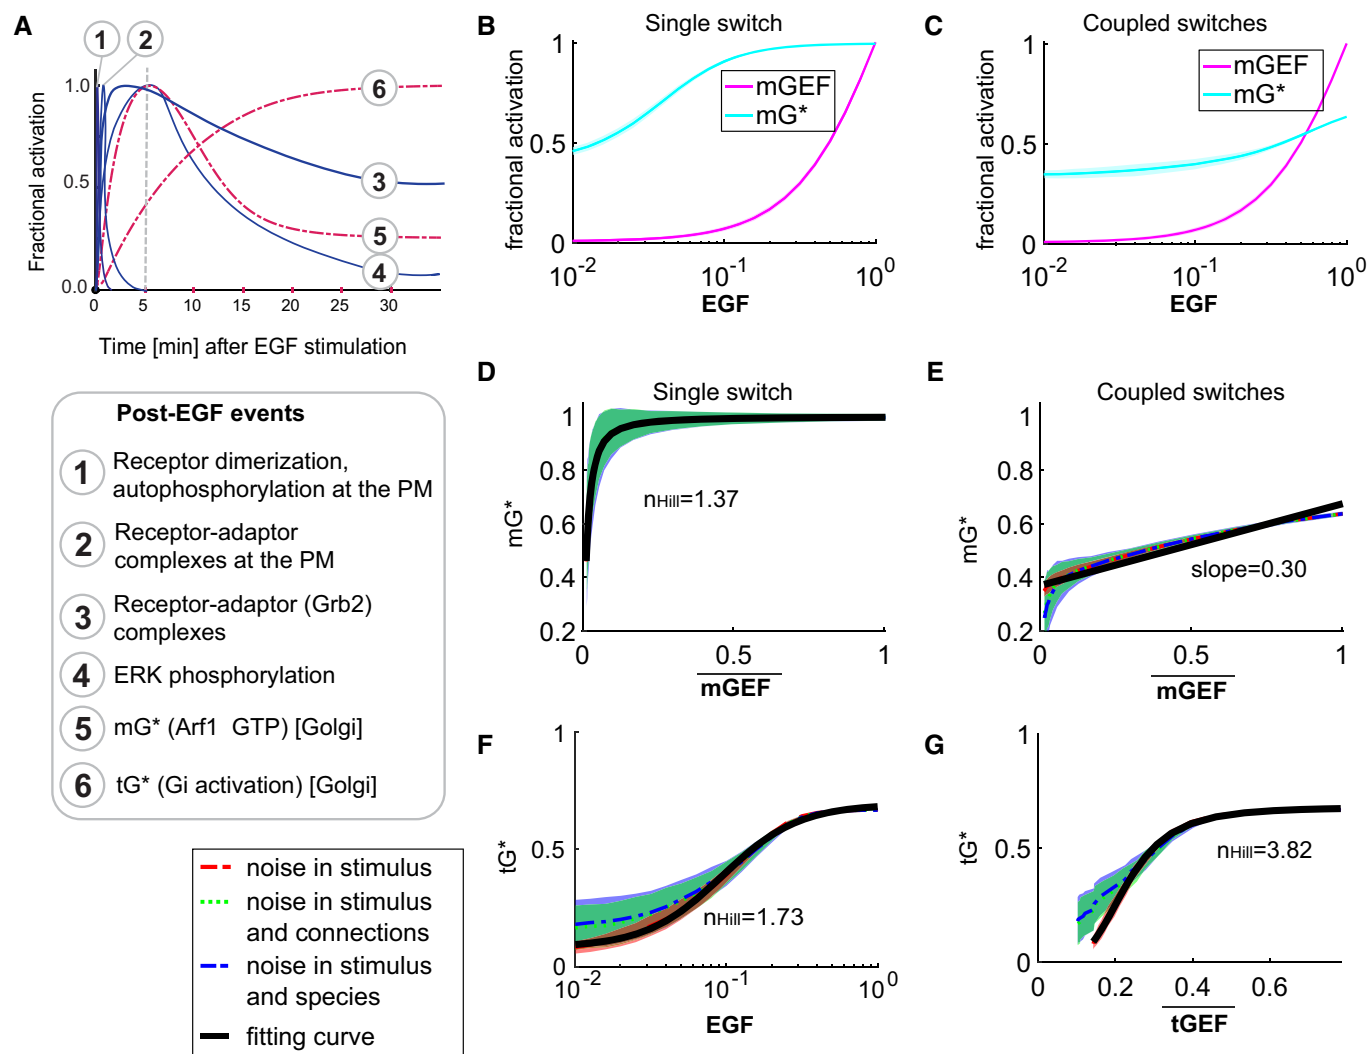 A
1
2
6
3
5
4
Fractional activation
1.0
0.5
0.0
0 5 10 15 20 25 30
Time [min] after EGF stimulation
Post-EGF events
1 Receptor dimerization,
autophosphorylation at the PM
2 Receptor-adaptor
complexes at the PM
3 Receptor-adaptor (Grb2)
complexes
4 ERK phosphorylation
5 mG* (Arf1 GTP) [Golgi]
6 tG* (Gi activation) [Golgi]
noise in stimulus
noise in stimulus
and connections
noise in stimulus
and species
fitting curve
B
Single switch
fractional activation
1
0.5
0
mGEF
mG*
10-2 10-1 100
EGF
C
Coupled switches
fractional activation
1
0.5
0
mGEF
mG*
10-2 10-1 100
EGF
D
Single switch
mG*
1
0.8
0.6
0.4
0.2
nHill=1.37
0 0.5 1
mGEF
E
Coupled switches
mG*
1
0.8
0.6
0.4
0.2
slope=0.30
0 0.5 1
mGEF
F
tG*
1
0.5
0
nHill=1.73
10-2 10-1 100
EGF
G
tG*
1
0.5
0
nHill=3.82
0 0.2 0.4 0.6
tGEF